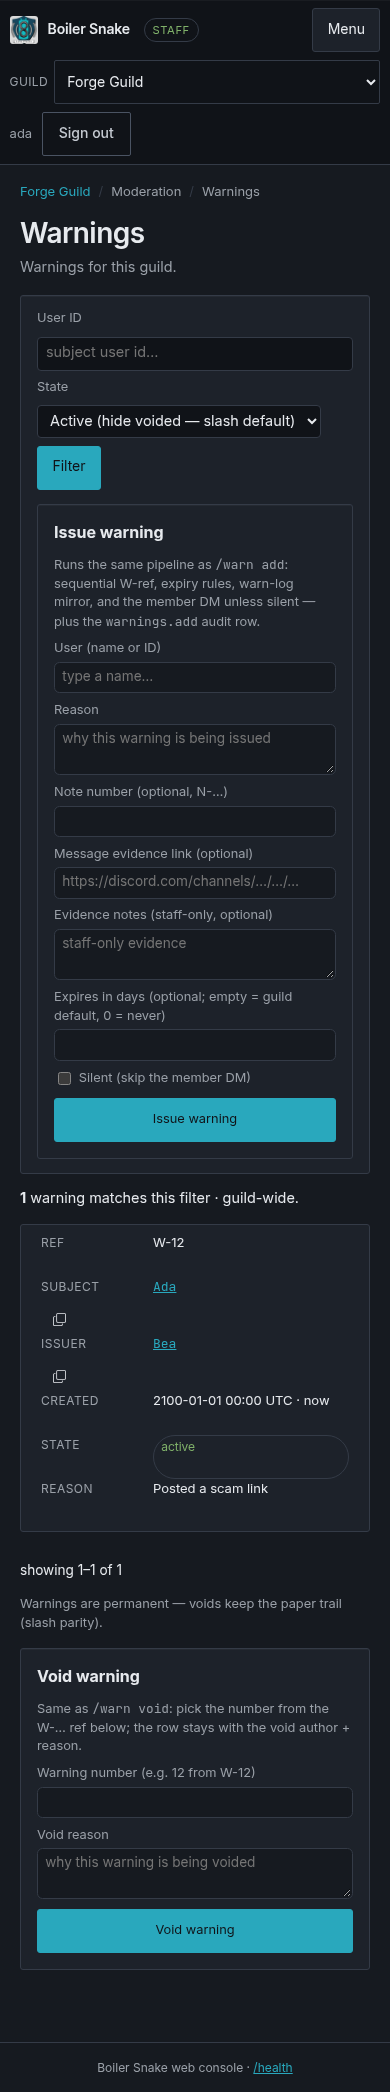 Boiler Snake STAFF Menu
GUILD Forge Guild
ada Sign out
Forge Guild / Moderation / Warnings
Warnings
Warnings for this guild.
User ID
subject user id...
State
Active (hide voided — slash default)
Filter
Issue warning
Runs the same pipeline as /warn add:
sequential W-ref, expiry rules, warn-log
mirror, and the member DM unless silent —
plus the warnings.add audit row.
User (name or ID)
type a name...
Reason
why this warning is being issued
Note number (optional, N-...)
Message evidence link (optional)
https://discord.com/channels/.../.../...
Evidence notes (staff-only, optional)
staff-only evidence
Expires in days (optional; empty = guild
default, 0 = never)
Silent (skip the member DM)
Issue warning
1 warning matches this filter · guild-wide.
REF W-12
SUBJECT Ada
ISSUER Bea
CREATED 2100-01-01 00:00 UTC · now
STATE active
REASON Posted a scam link
showing 1–1 of 1
Warnings are permanent — voids keep the paper trail
(slash parity).
Void warning
Same as /warn void: pick the number from the
W-... ref below; the row stays with the void author +
reason.
Warning number (e.g. 12 from W-12)
Void reason
why this warning is being voided
Void warning
Boiler Snake web console · /health